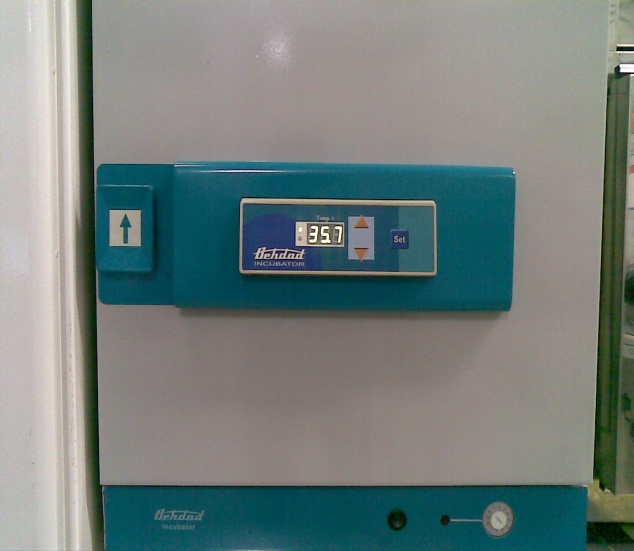 Temp. c
35.7
Set
Behdad
INCUBATOR
Behdad
Incubator